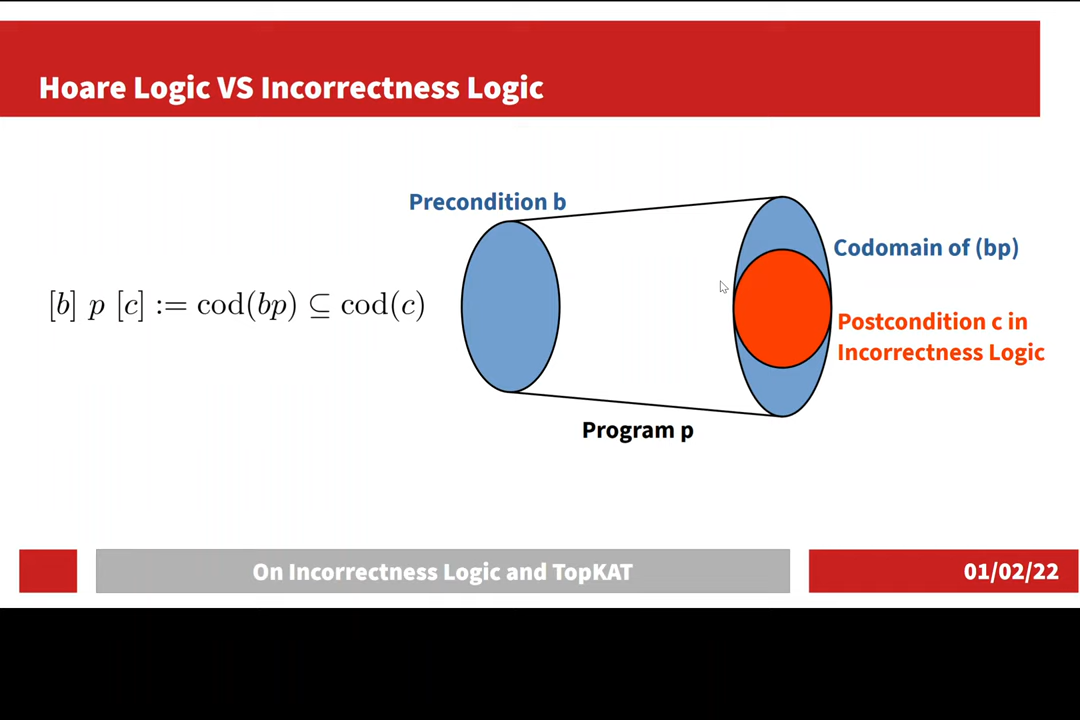 Hoare Logic VS Incorrectness Logic
Precondition b
Codomain of (bp)
[b] p [c] := cod(bp) ⊆ cod(c)
Postcondition c in
Incorrectness Logic
Program p
On Incorrectness Logic and TopKAT
01/02/22